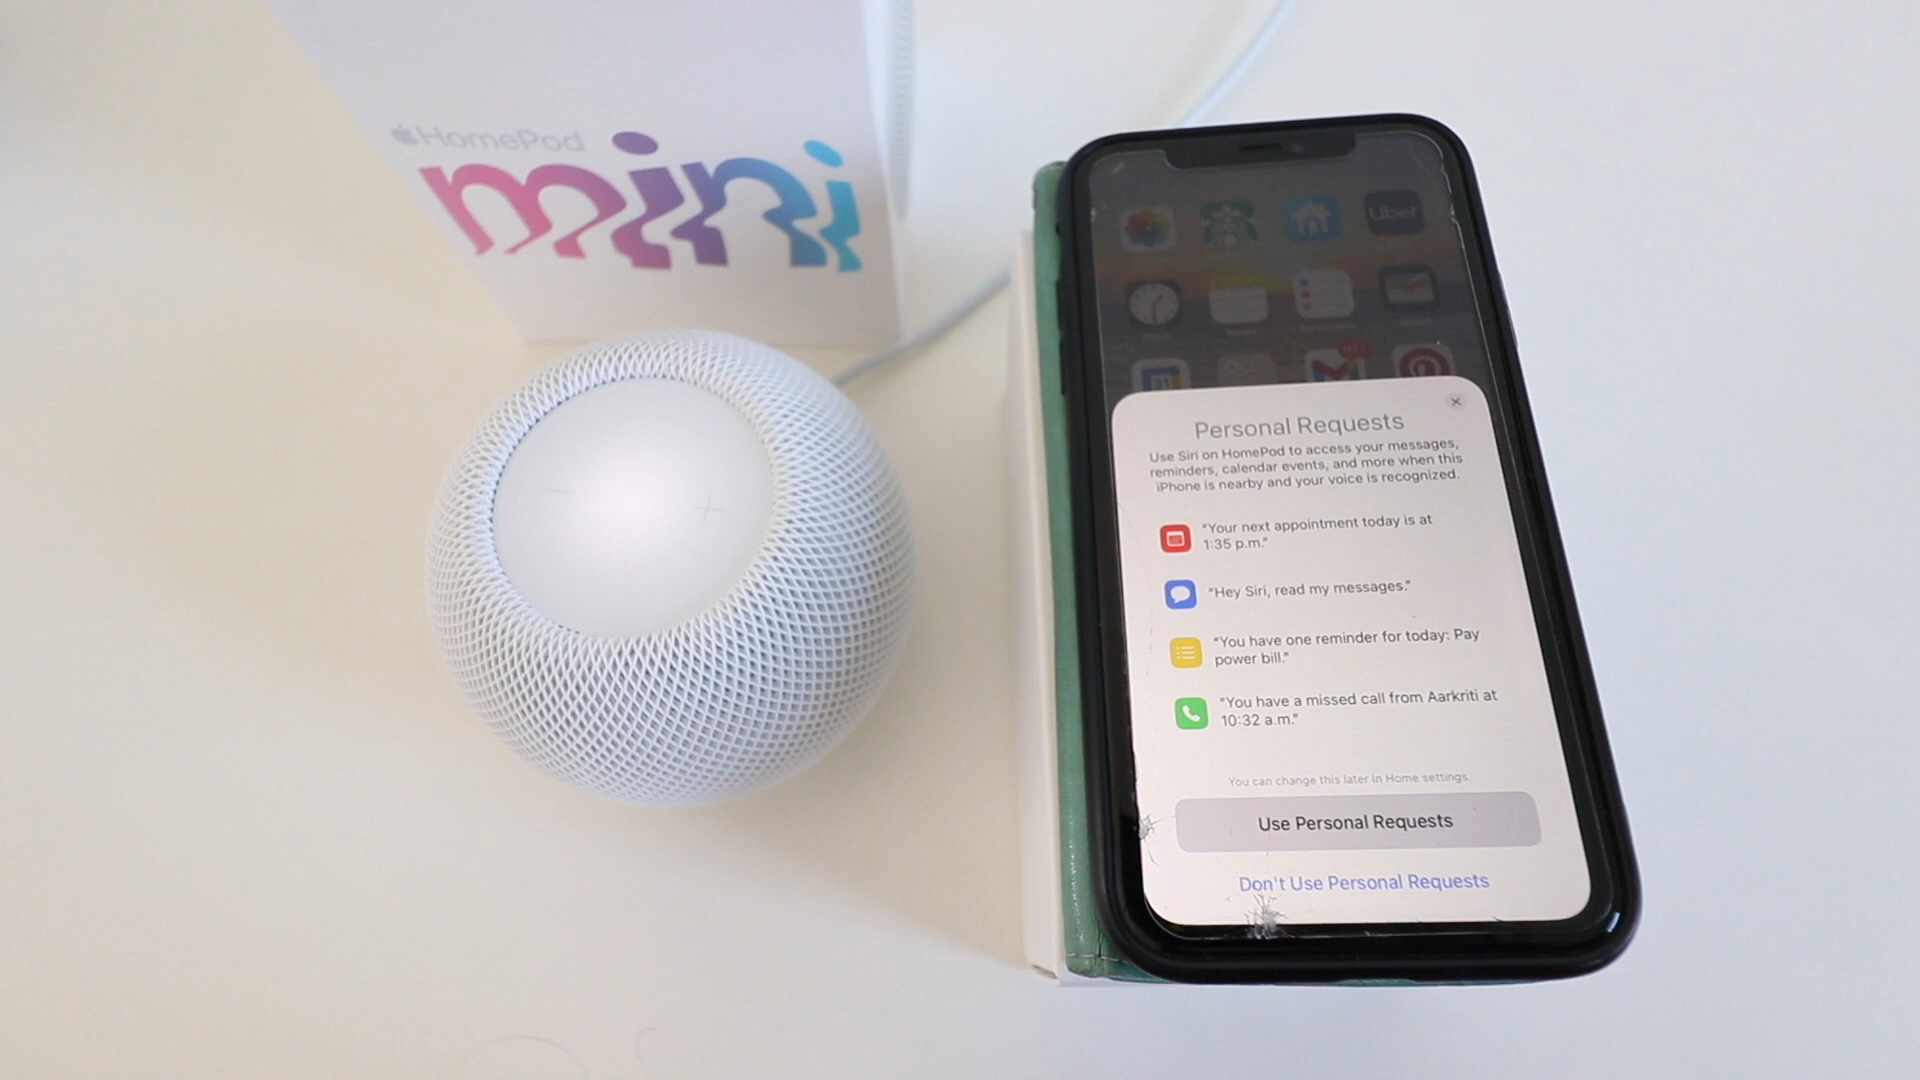 HomePod
mini
Uber
31
Personal Requests
Use Siri on HomePod to access your messages,
reminders, calendar events, and more when this
iPhone is nearby and your voice is recognized.
"Your next appointment today is at
1:35 p.m."
"Hey Siri, read my messages."
"You have one reminder for today: Pay
power bill."
"You have a missed call from Aarkriti at
10:32 a.m."
You can change this later in Home settings.
Use Personal Requests
Don't Use Personal Requests